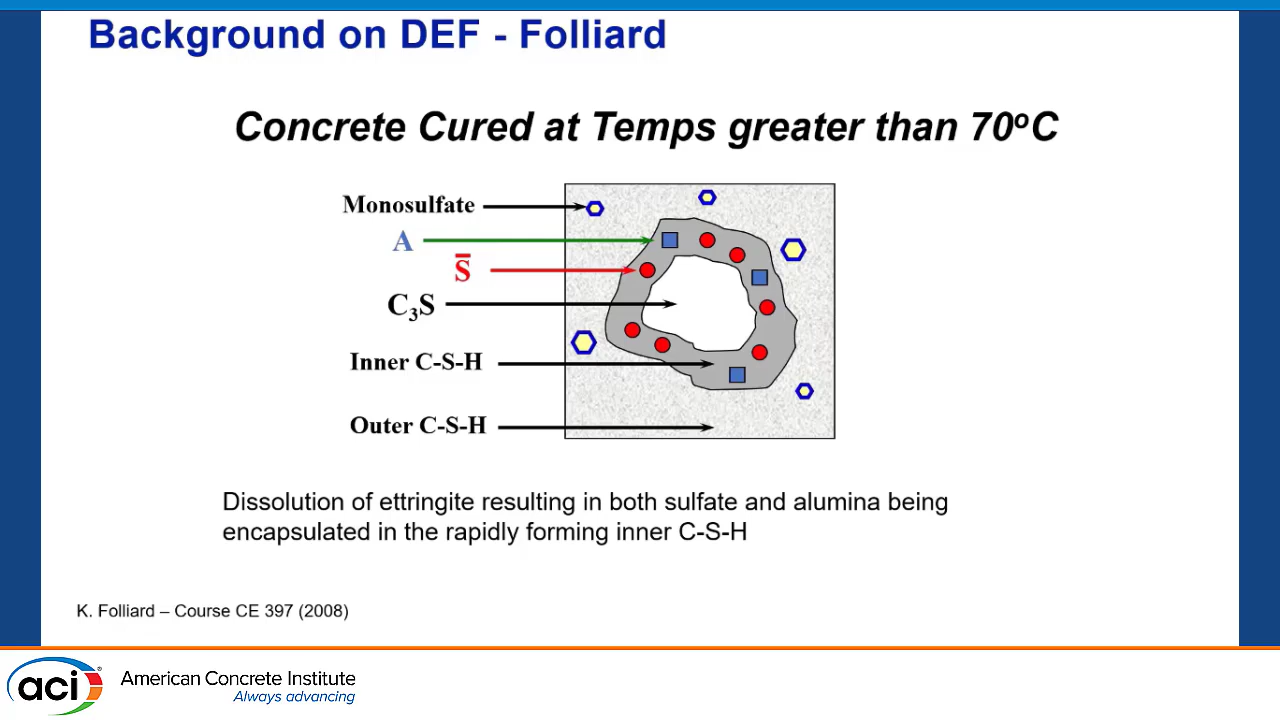 Background on DEF - Folliard
Concrete Cured at Temps greater than 70ºC
Monosulfate
A
S̅
C₃S
Inner C-S-H
Outer C-S-H
Dissolution of ettringite resulting in both sulfate and alumina being
encapsulated in the rapidly forming inner C-S-H
K. Folliard – Course CE 397 (2008)
aci®
American Concrete Institute
Always advancing